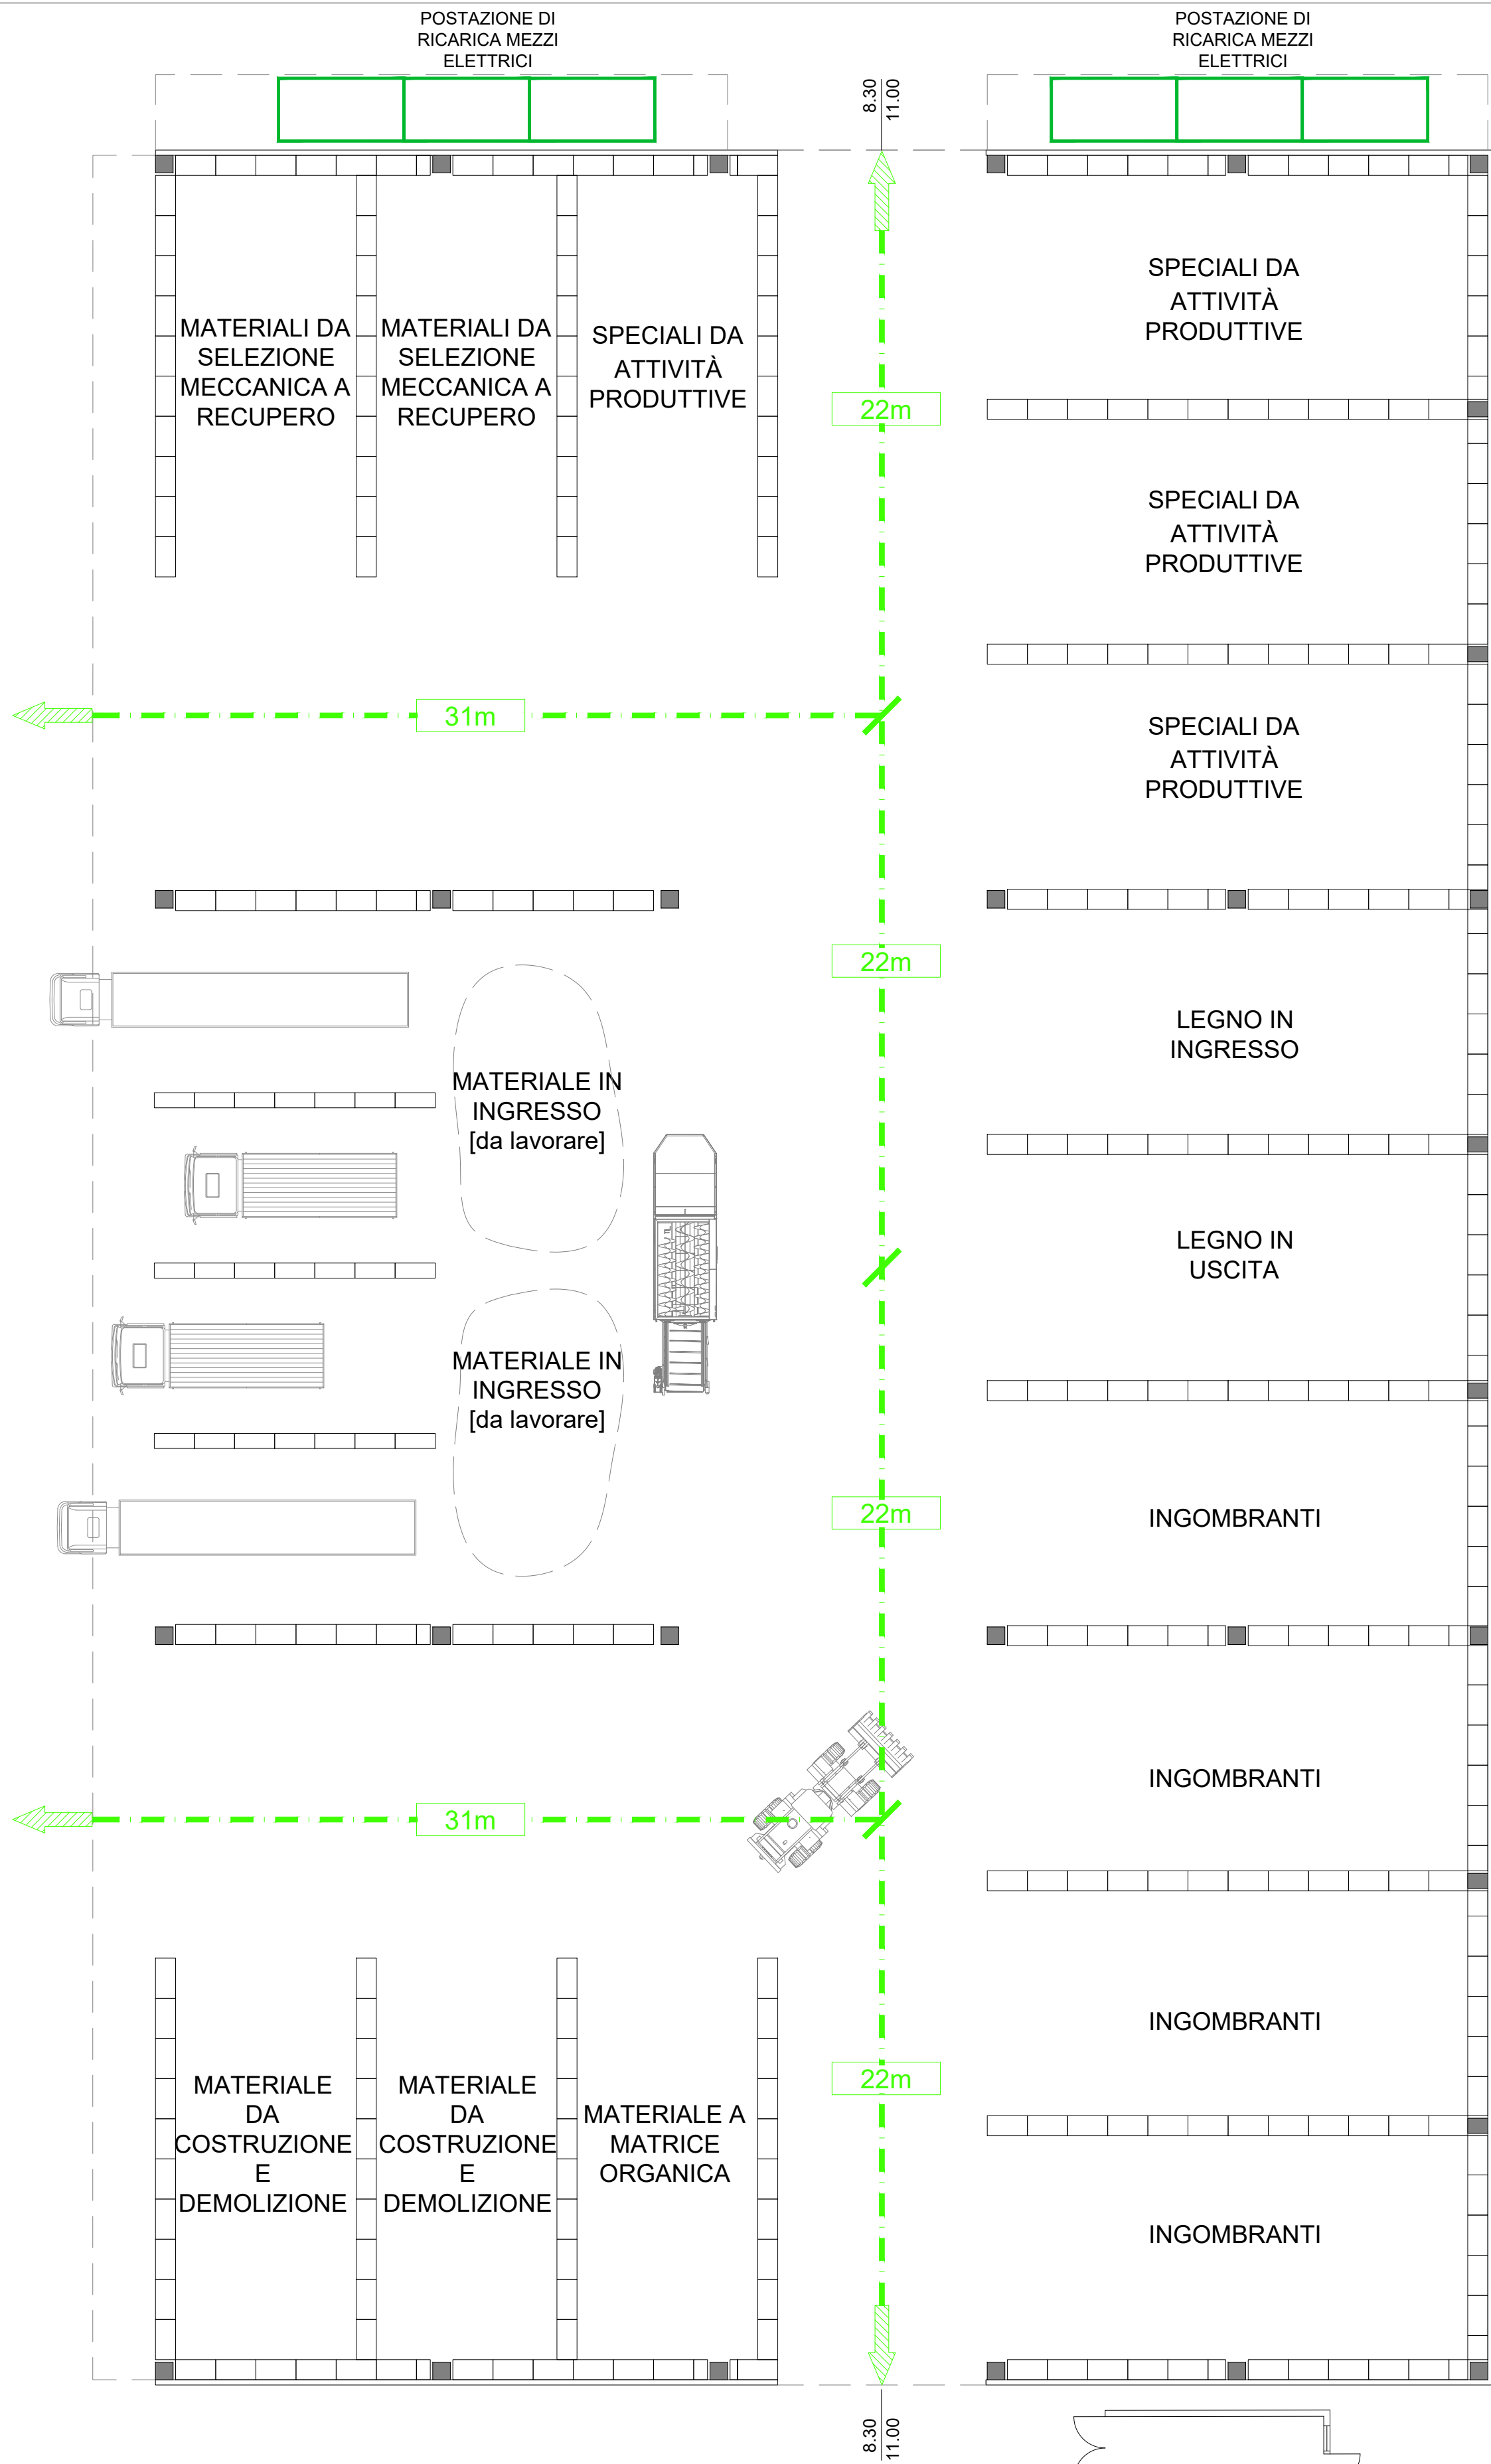 POSTAZIONE DI
RICARICA MEZZI
ELETTRICI
POSTAZIONE DI
RICARICA MEZZI
ELETTRICI
8.30
11.00
MATERIALI DA
SELEZIONE
MECCANICA A
RECUPERO
MATERIALI DA
SELEZIONE
MECCANICA A
RECUPERO
SPECIALI DA
ATTIVITÀ
PRODUTTIVE
22m
SPECIALI DA
ATTIVITÀ
PRODUTTIVE
SPECIALI DA
ATTIVITÀ
PRODUTTIVE
31m
SPECIALI DA
ATTIVITÀ
PRODUTTIVE
22m
MATERIALE IN
INGRESSO
[da lavorare]
LEGNO IN
INGRESSO
LEGNO IN
USCITA
MATERIALE IN
INGRESSO
[da lavorare]
22m
INGOMBRANTI
31m
INGOMBRANTI
INGOMBRANTI
MATERIALE
DA
COSTRUZIONE
E
DEMOLIZIONE
MATERIALE
DA
COSTRUZIONE
E
DEMOLIZIONE
MATERIALE A
MATRICE
ORGANICA
22m
INGOMBRANTI
8.30
11.00